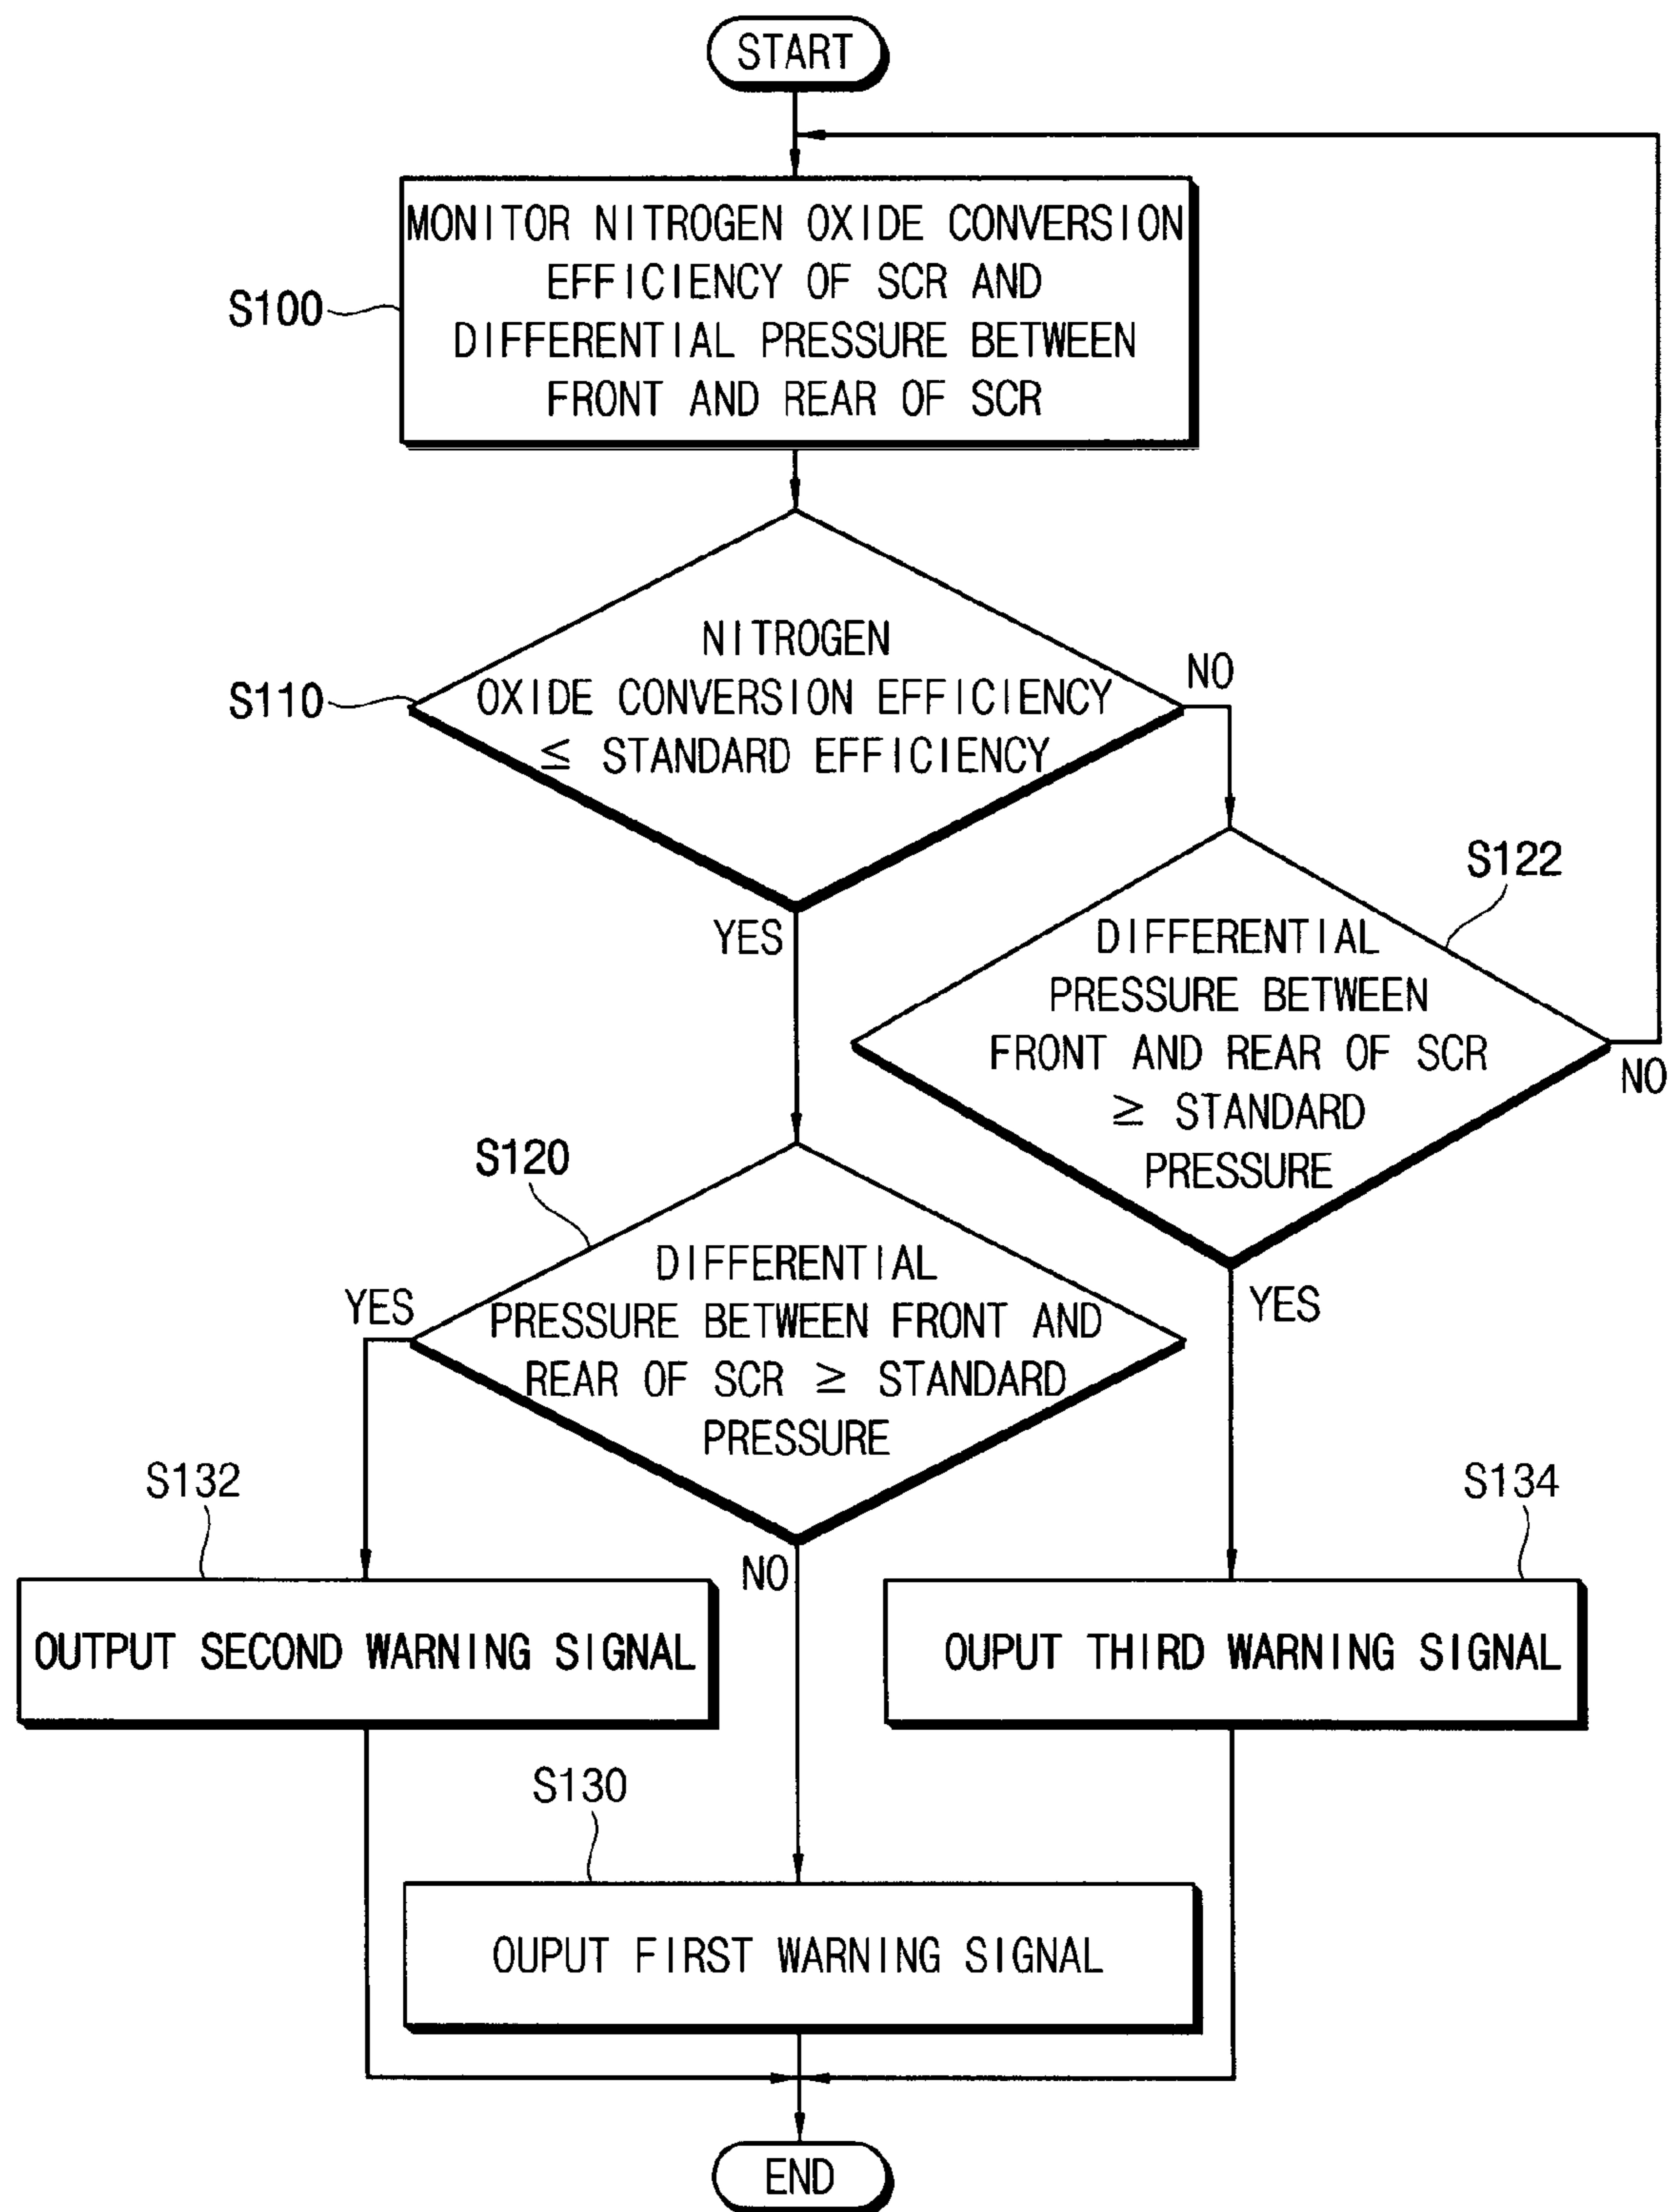 START
MONITOR NITROGEN OXIDE CONVERSION
EFFICIENCY OF SCR AND
DIFFERENTIAL PRESSURE BETWEEN
FRONT AND REAR OF SCR
S100
NITROGEN
OXIDE CONVERSION EFFICIENCY
≤ STANDARD EFFICIENCY
S110
NO
YES
S122
DIFFERENTIAL
PRESSURE BETWEEN
FRONT AND REAR OF SCR
≥ STANDARD
PRESSURE
NO
YES
S120
DIFFERENTIAL
PRESSURE BETWEEN FRONT AND
REAR OF SCR ≥ STANDARD
PRESSURE
YES
NO
S132
OUTPUT SECOND WARNING SIGNAL
S134
OUPUT THIRD WARNING SIGNAL
S130
OUPUT FIRST WARNING SIGNAL
END